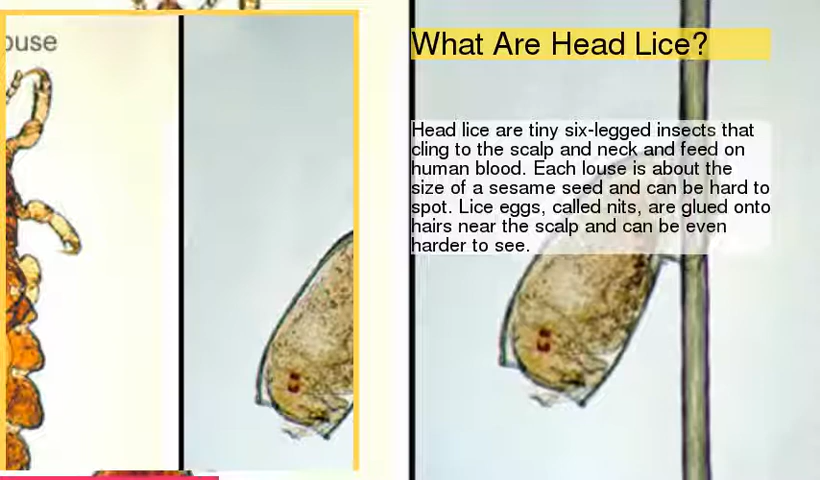 ouse
What Are Head Lice?
Head lice are tiny six-legged insects that
cling to the scalp and neck and feed on
human blood. Each louse is about the
size of a sesame seed and can be hard to
spot. Lice eggs, called nits, are glued onto
hairs near the scalp and can be even
harder to see.